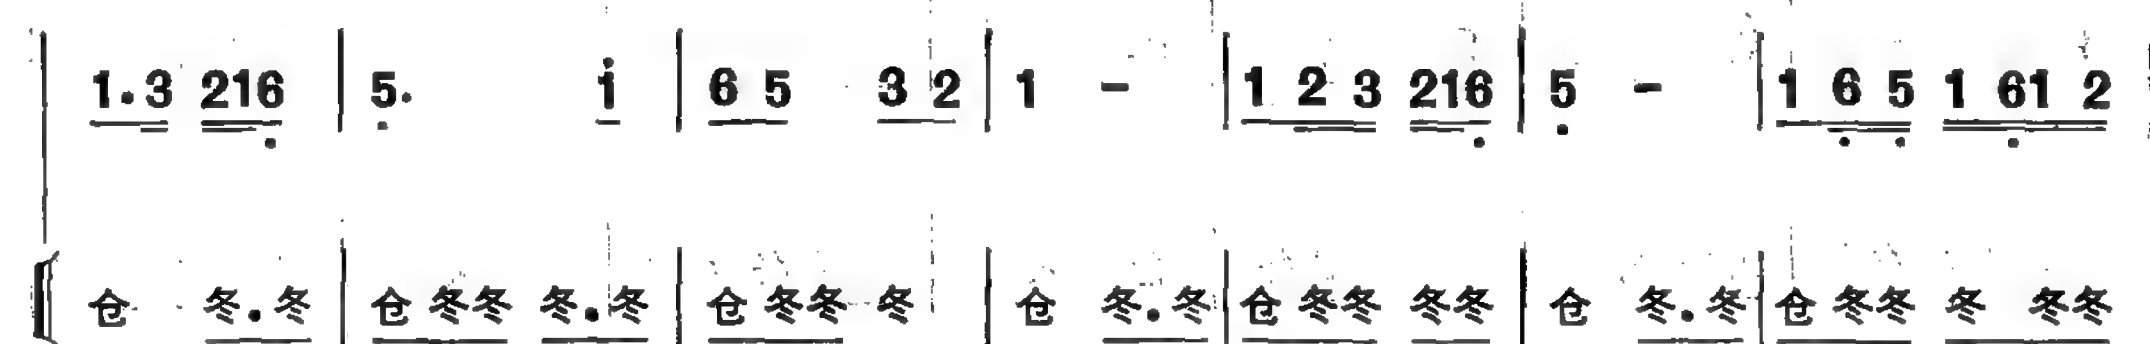 1.3 216 | 5. i | 6 5 3 2 | 1 - | 1 2 3 216 | 5 - | 1 6 5 1 61 2
仓 冬.冬 | 仓 冬冬 冬.冬 | 仓 冬冬 冬 | 仓 冬.冬 | 仓 冬冬 冬冬 | 仓 冬.冬 | 仓 冬冬 冬 冬冬